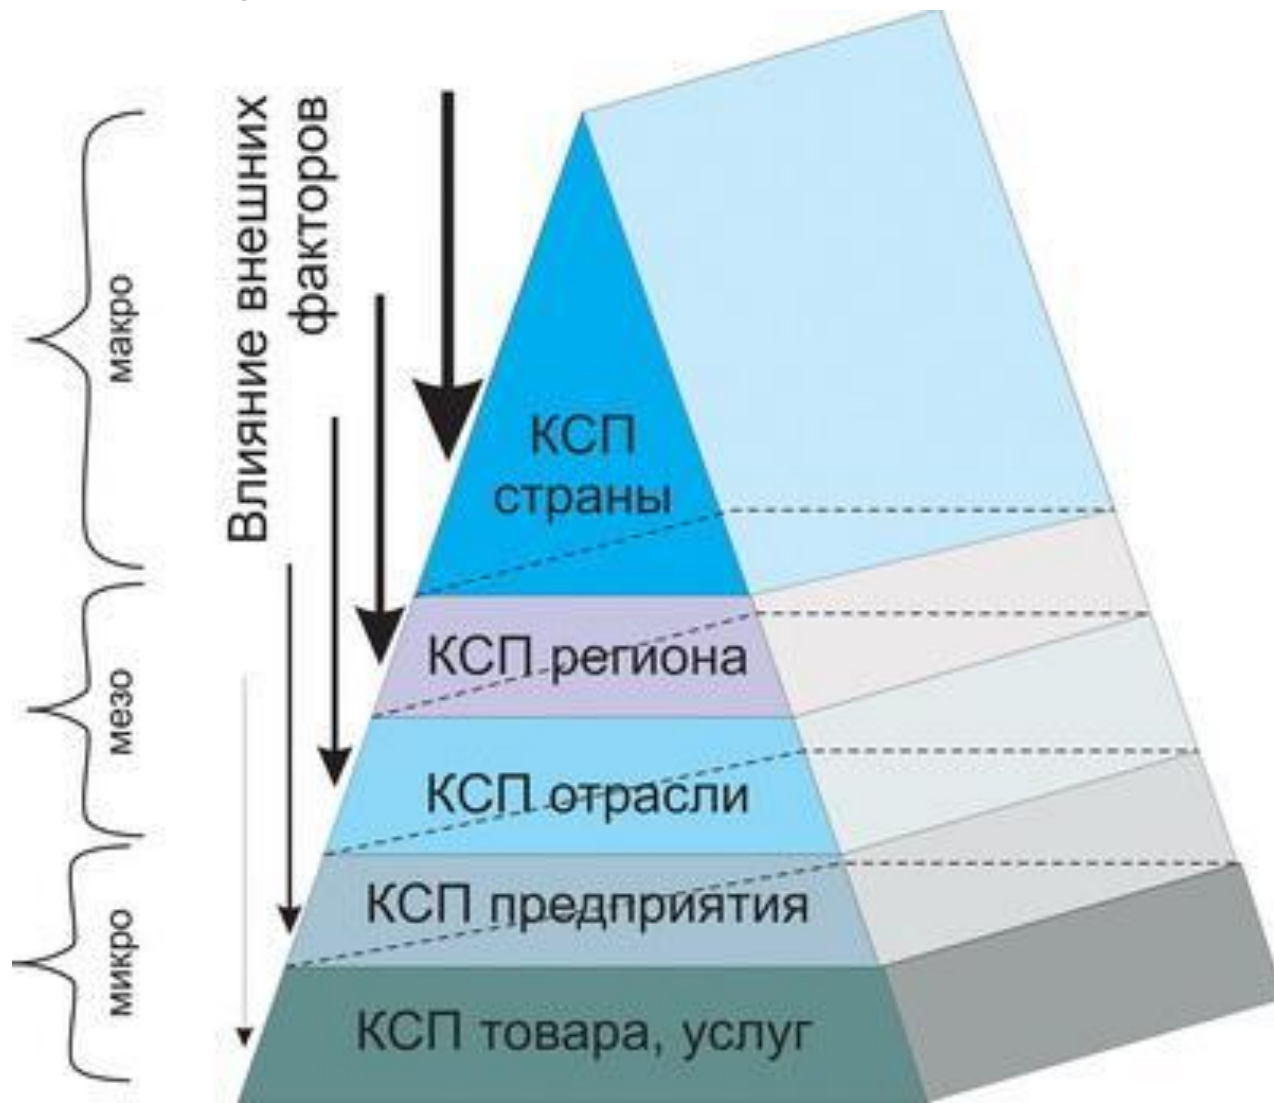 Влияние внешних
факторов
макро
мезо
микро
КСП
страны
КСП региона
КСП отрасли
КСП предприятия
КСП товара, услуг